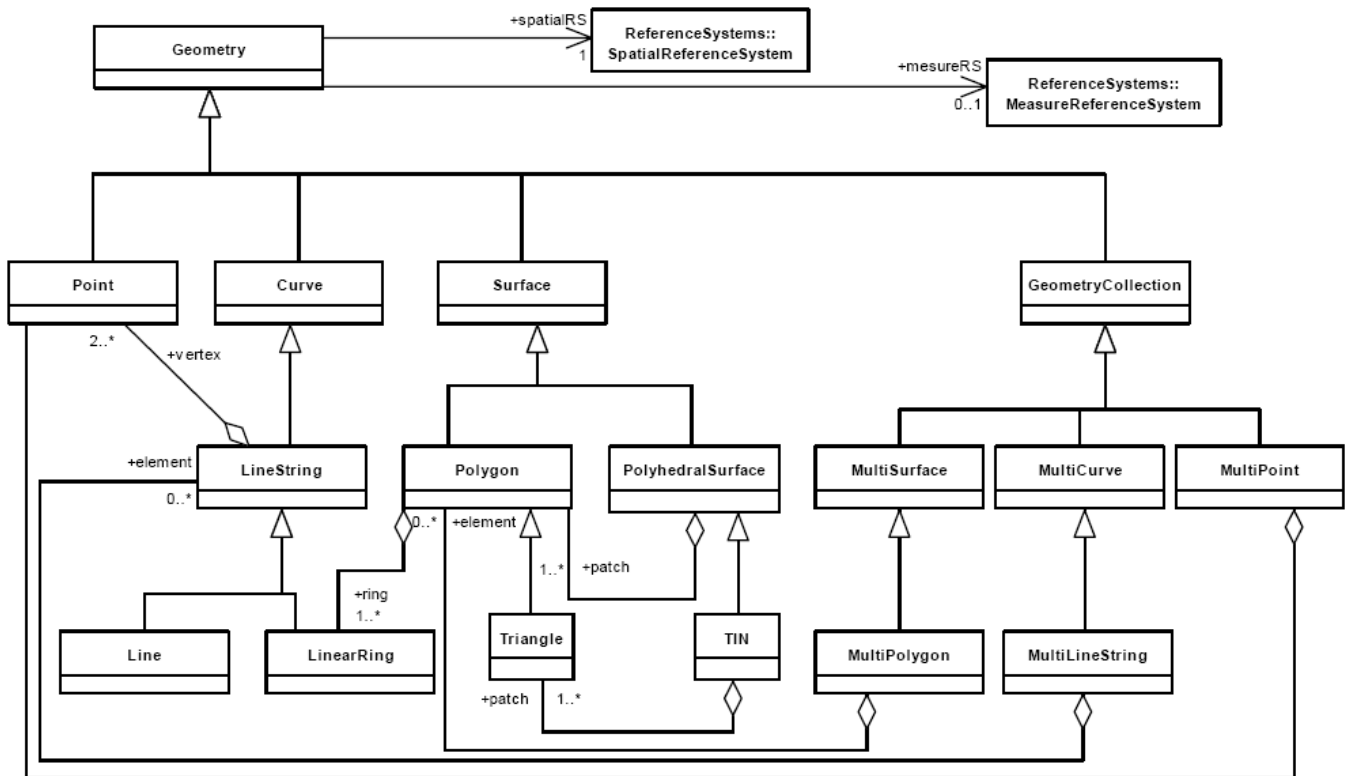 +spatialRS
Geometry
ReferenceSystems::
SpatialReferenceSystem
1
+mesureRS
ReferenceSystems::
MeasureReferenceSystem
0..1
Point
Curve
Surface
GeometryCollection
2..*
+vertex
+element
LineString
0..*
Polygon
PolyhedralSurface
MultiSurface
MultiCurve
MultiPoint
0..*
+element
1..*
+patch
+ring
1..*
Line
LinearRing
Triangle
TIN
MultiPolygon
MultiLineString
+patch
1..*